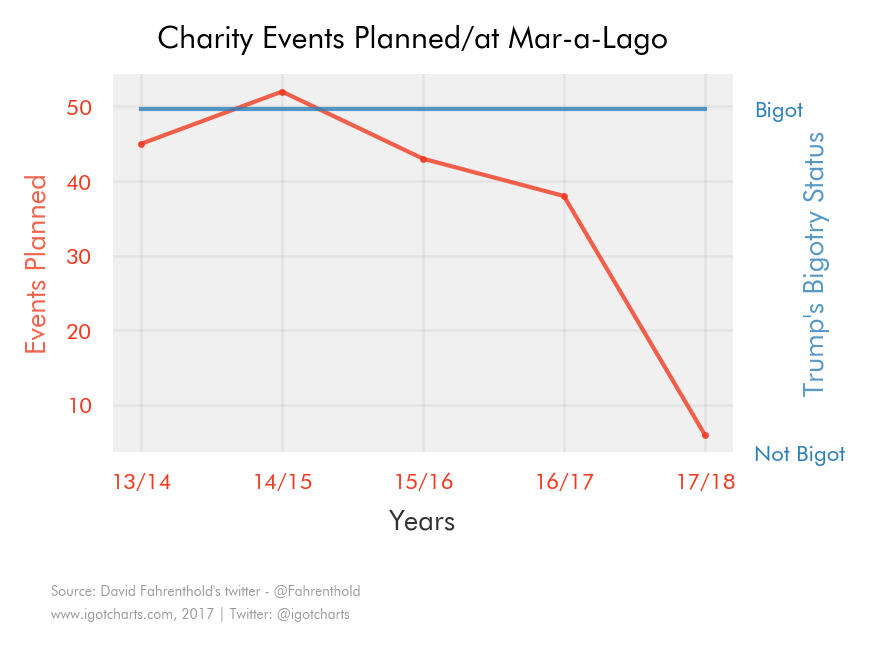 Charity Events Planned/at Mar-a-Lago
Events Planned
50
40
30
20
10
13/14
14/15
15/16
16/17
17/18
Years
Bigot
Not Bigot
Trump's Bigotry Status
Source: David Fahrenthold's twitter - @Fahrenthold
www.igotcharts.com, 2017 | Twitter: @igotcharts